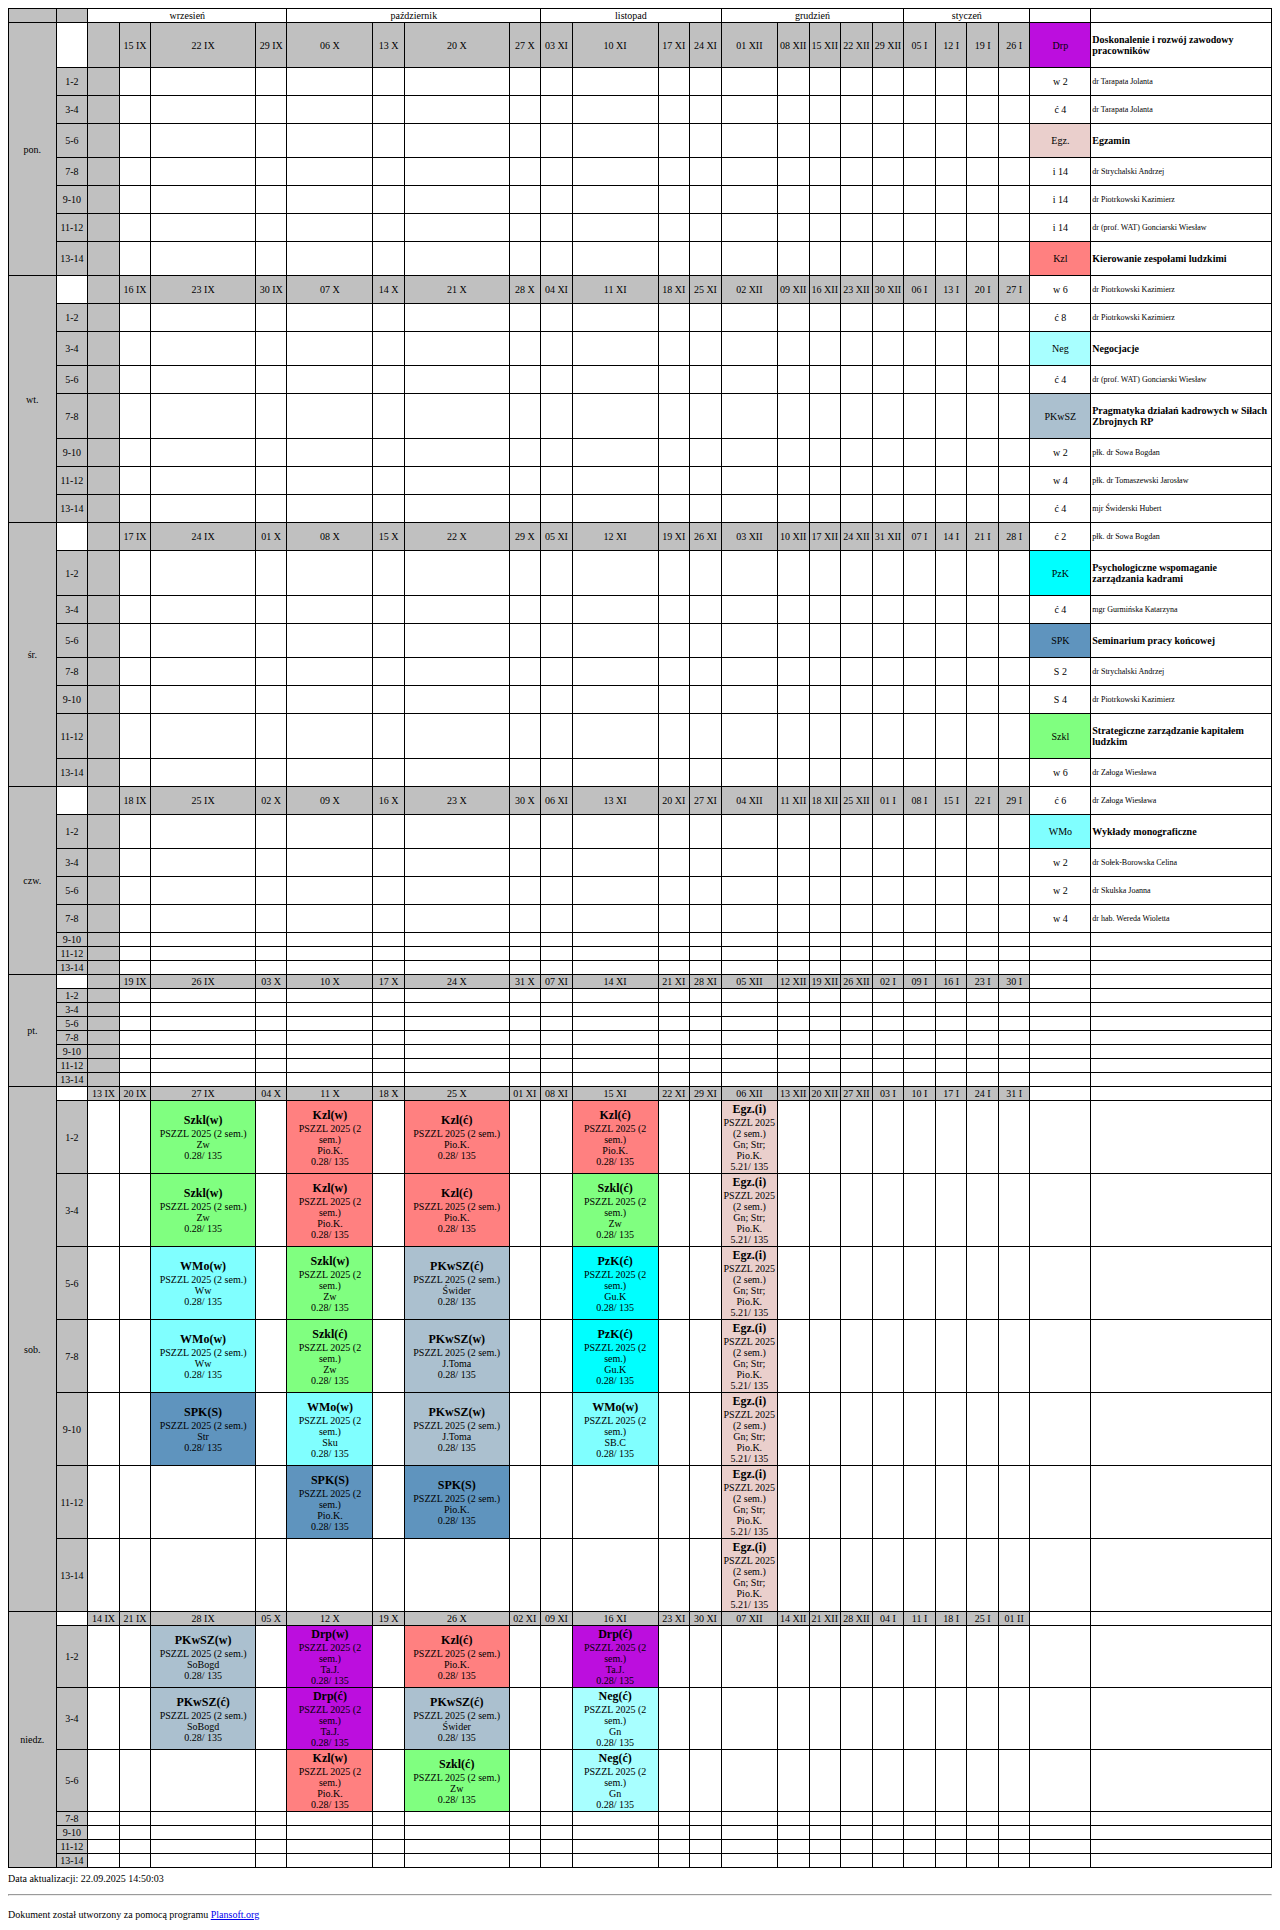 wrzesień październik listopad grudzień styczeń
pon. 15 IX 22 IX 29 IX 06 X 13 X 20 X 27 X 03 XI 10 XI 17 XI 24 XI 01 XII 08 XII 15 XII 22 XII 29 XII 05 I 12 I 19 I 26 I Drp Doskonalenie i rozwój zawodowy pracowników
1-2 w 2 dr Tarapata Jolanta
3-4 ć 4 dr Tarapata Jolanta
5-6 Egz. Egzamin
7-8 i 14 dr Strychalski Andrzej
9-10 i 14 dr Piotrkowski Kazimierz
11-12 i 14 dr (prof. WAT) Gonciarski Wiesław
13-14 Kzl Kierowanie zespołami ludzkimi
wt. 16 IX 23 IX 30 IX 07 X 14 X 21 X 28 X 04 XI 11 XI 18 XI 25 XI 02 XII 09 XII 16 XII 23 XII 30 XII 06 I 13 I 20 I 27 I w 6 dr Piotrkowski Kazimierz
1-2 ć 8 dr Piotrkowski Kazimierz
3-4 Neg Negocjacje
5-6 ć 4 dr (prof. WAT) Gonciarski Wiesław
7-8 PKwSZ Pragmatyka działań kadrowych w Siłach Zbrojnych RP
9-10 w 2 płk. dr Sowa Bogdan
11-12 w 4 płk. dr Tomaszewski Jarosław
13-14 ć 4 mjr Świderski Hubert
śr. 17 IX 24 IX 01 X 08 X 15 X 22 X 29 X 05 XI 12 XI 19 XI 26 XI 03 XII 10 XII 17 XII 24 XII 31 XII 07 I 14 I 21 I 28 I ć 2 płk. dr Sowa Bogdan
1-2 PzK Psychologiczne wspomaganie zarządzania kadrami
3-4 ć 4 mgr Gurmińska Katarzyna
5-6 SPK Seminarium pracy końcowej
7-8 S 2 dr Strychalski Andrzej
9-10 S 4 dr Piotrkowski Kazimierz
11-12 Szkl Strategiczne zarządzanie kapitałem ludzkim
13-14 w 6 dr Załoga Wiesława
czw. 18 IX 25 IX 02 X 09 X 16 X 23 X 30 X 06 XI 13 XI 20 XI 27 XI 04 XII 11 XII 18 XII 25 XII 01 I 08 I 15 I 22 I 29 I ć 6 dr Załoga Wiesława
1-2 WMo Wykłady monograficzne
3-4 w 2 dr Sołek-Borowska Celina
5-6 w 2 dr Skulska Joanna
7-8 w 4 dr hab. Wereda Wioletta
9-10
11-12
13-14
pt. 19 IX 26 IX 03 X 10 X 17 X 24 X 31 X 07 XI 14 XI 21 XI 28 XI 05 XII 12 XII 19 XII 26 XII 02 I 09 I 16 I 23 I 30 I
1-2
3-4
5-6
7-8
9-10
11-12
13-14
sob. 13 IX 20 IX 27 IX 04 X 11 X 18 X 25 X 01 XI 08 XI 15 XI 22 XI 29 XI 06 XII 13 XII 20 XII 27 XII 03 I 10 I 17 I 24 I 31 I
1-2 Szkl(w) PSZZL 2025 (2 sem.) Zw 0.28/ 135 Kzl(w) PSZZL 2025 (2 sem.) Pio.K. 0.28/ 135 Kzl(ć) PSZZL 2025 (2 sem.) Pio.K. 0.28/ 135 Kzl(ć) PSZZL 2025 (2 sem.) Pio.K. 0.28/ 135 Egz.(i) PSZZL 2025 (2 sem.) Gn; Str; Pio.K. 5.21/ 135
3-4 Szkl(w) PSZZL 2025 (2 sem.) Zw 0.28/ 135 Kzl(w) PSZZL 2025 (2 sem.) Pio.K. 0.28/ 135 Kzl(ć) PSZZL 2025 (2 sem.) Pio.K. 0.28/ 135 Szkl(ć) PSZZL 2025 (2 sem.) Zw 0.28/ 135 Egz.(i) PSZZL 2025 (2 sem.) Gn; Str; Pio.K. 5.21/ 135
5-6 WMo(w) PSZZL 2025 (2 sem.) Ww 0.28/ 135 Szkl(w) PSZZL 2025 (2 sem.) Zw 0.28/ 135 PKwSZ(ć) PSZZL 2025 (2 sem.) Świder 0.28/ 135 PzK(ć) PSZZL 2025 (2 sem.) Gu.K 0.28/ 135 Egz.(i) PSZZL 2025 (2 sem.) Gn; Str; Pio.K. 5.21/ 135
7-8 WMo(w) PSZZL 2025 (2 sem.) Ww 0.28/ 135 Szkl(ć) PSZZL 2025 (2 sem.) Zw 0.28/ 135 PKwSZ(w) PSZZL 2025 (2 sem.) J.Toma 0.28/ 135 PzK(ć) PSZZL 2025 (2 sem.) Gu.K 0.28/ 135 Egz.(i) PSZZL 2025 (2 sem.) Gn; Str; Pio.K. 5.21/ 135
9-10 SPK(S) PSZZL 2025 (2 sem.) Str 0.28/ 135 WMo(w) PSZZL 2025 (2 sem.) Sku 0.28/ 135 PKwSZ(w) PSZZL 2025 (2 sem.) J.Toma 0.28/ 135 WMo(w) PSZZL 2025 (2 sem.) SB.C 0.28/ 135 Egz.(i) PSZZL 2025 (2 sem.) Gn; Str; Pio.K. 5.21/ 135
11-12 SPK(S) PSZZL 2025 (2 sem.) Pio.K. 0.28/ 135 SPK(S) PSZZL 2025 (2 sem.) Pio.K. 0.28/ 135 Egz.(i) PSZZL 2025 (2 sem.) Gn; Str; Pio.K. 5.21/ 135
13-14 Egz.(i) PSZZL 2025 (2 sem.) Gn; Str; Pio.K. 5.21/ 135
niedz. 14 IX 21 IX 28 IX 05 X 12 X 19 X 26 X 02 XI 09 XI 16 XI 23 XI 30 XI 07 XII 14 XII 21 XII 28 XII 04 I 11 I 18 I 25 I 01 II
1-2 PKwSZ(w) PSZZL 2025 (2 sem.) SoBogd 0.28/ 135 Drp(w) PSZZL 2025 (2 sem.) Ta.J. 0.28/ 135 Kzl(ć) PSZZL 2025 (2 sem.) Pio.K. 0.28/ 135 Drp(ć) PSZZL 2025 (2 sem.) Ta.J. 0.28/ 135
3-4 PKwSZ(ć) PSZZL 2025 (2 sem.) SoBogd 0.28/ 135 Drp(ć) PSZZL 2025 (2 sem.) Ta.J. 0.28/ 135 PKwSZ(ć) PSZZL 2025 (2 sem.) Świder 0.28/ 135 Neg(ć) PSZZL 2025 (2 sem.) Gn 0.28/ 135
5-6 Kzl(w) PSZZL 2025 (2 sem.) Pio.K. 0.28/ 135 Szkl(ć) PSZZL 2025 (2 sem.) Zw 0.28/ 135 Neg(ć) PSZZL 2025 (2 sem.) Gn 0.28/ 135
7-8
9-10
11-12
13-14
Data aktualizacji: 22.09.2025 14:50:03
Dokument został utworzony za pomocą programu Plansoft.org